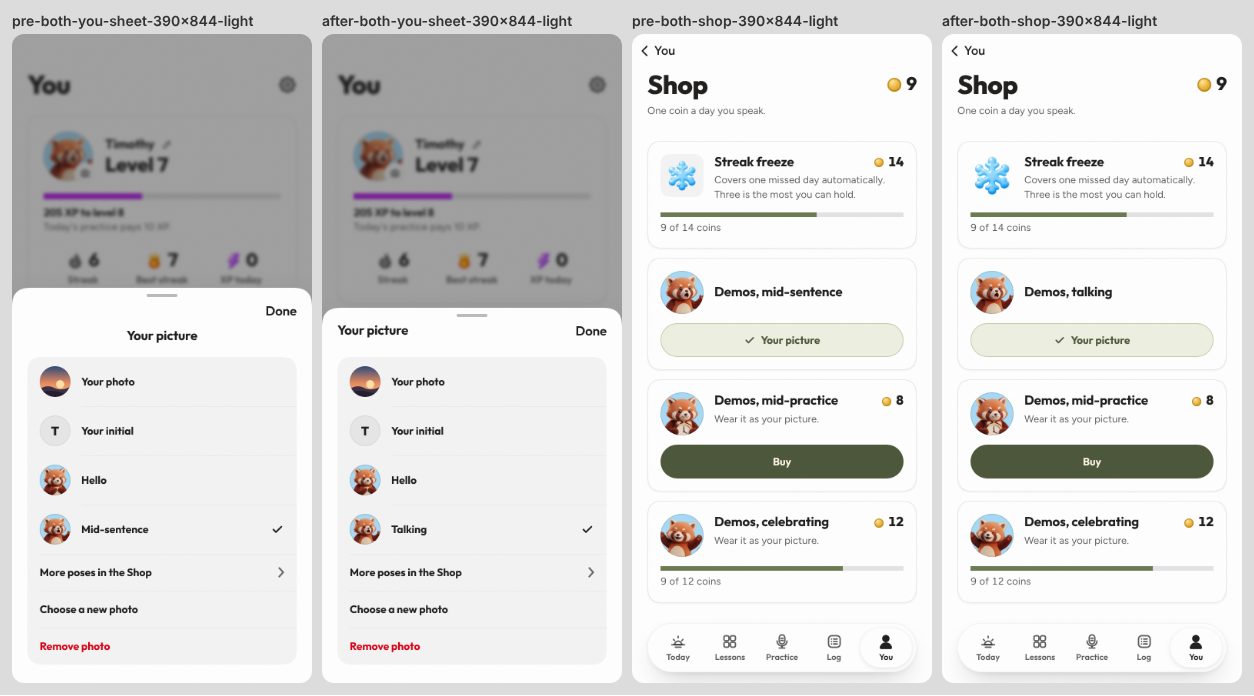 pre-both-you-sheet-390×844-light
You
Timothy
Level 7
205 XP to level 8
Today's practice pays 10 XP
6
7
0
Streak
Best streak
XP today
Done
Your picture
Your photo
T
Your initial
Hello
Mid-sentence
More poses in the Shop
Choose a new photo
Remove photo
after-both-you-sheet-390×844-light
You
Timothy
Level 7
205 XP to level 8
Today's practice pays 10 XP
6
7
0
Streak
Best streak
XP today
Your picture
Done
Your photo
T
Your initial
Hello
Talking
More poses in the Shop
Choose a new photo
Remove photo
pre-both-shop-390×844-light
You
Shop
9
One coin a day you speak.
Streak freeze
14
Covers one missed day automatically.
Three is the most you can hold.
9 of 14 coins
Demos, mid-sentence
Your picture
Demos, mid-practice
8
Wear it as your picture.
Buy
Demos, celebrating
12
Wear it as your picture.
9 of 12 coins
Today
Lessons
Practice
Log
You
after-both-shop-390×844-light
You
Shop
9
One coin a day you speak.
Streak freeze
14
Covers one missed day automatically.
Three is the most you can hold.
9 of 14 coins
Demos, talking
Your picture
Demos, mid-practice
8
Wear it as your picture.
Buy
Demos, celebrating
12
Wear it as your picture.
9 of 12 coins
Today
Lessons
Practice
Log
You